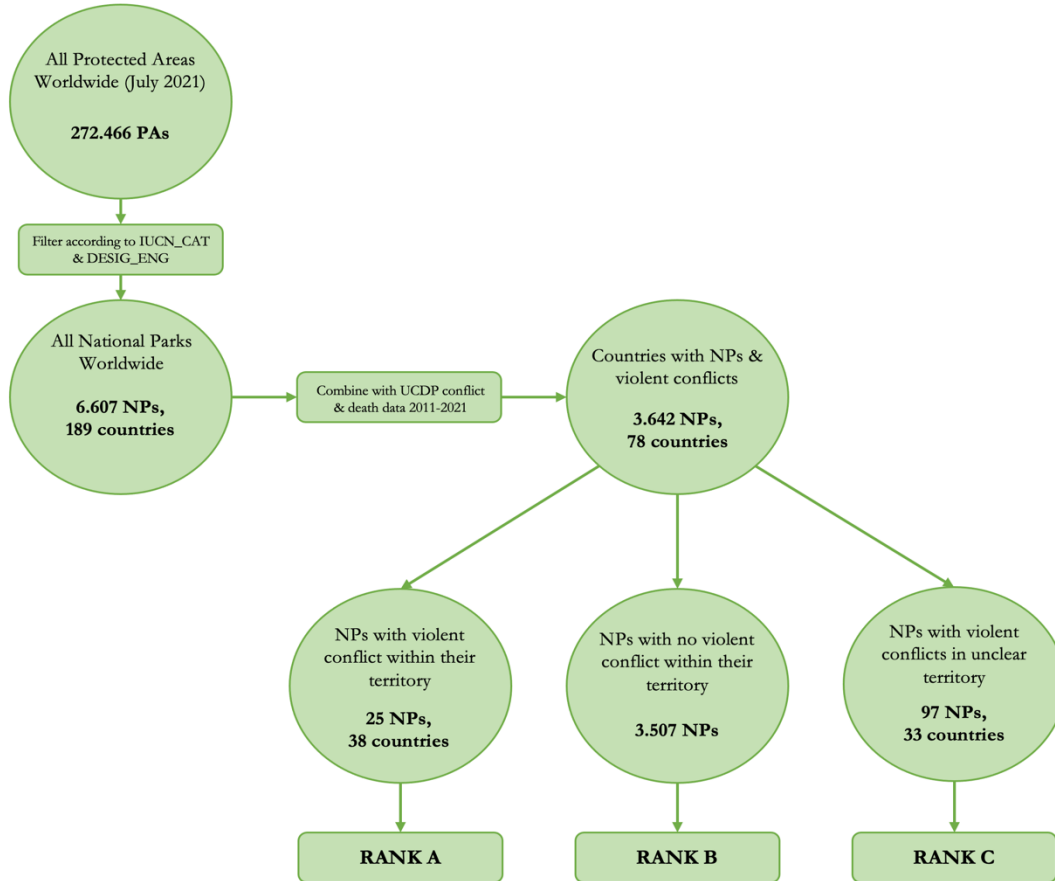 All Protected Areas
Worldwide (July 2021)
272.466 PAs
Filter according to IUCN_CAT
& DESIG_ENG
All National Parks
Worldwide
6.607 NPs,
189 countries
Combine with UCDP conflict
& death data 2011-2021
Countries with NPs &
violent conflicts
3.642 NPs,
78 countries
NPs with violent
conflict within their
territory
25 NPs,
38 countries
NPs with no violent
conflict within their
territory
3.507 NPs
NPs with violent
conflicts in unclear
territory
97 NPs,
33 countries
RANK A
RANK B
RANK C